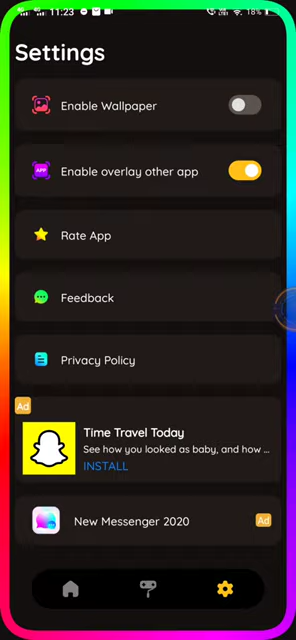 11:23
18%
Settings
Enable Wallpaper
APP
Enable overlay other app
Rate App
Feedback
Privacy Policy
Ad
Time Travel Today
See how you looked as baby, and how ...
INSTALL
New Messenger 2020
Ad